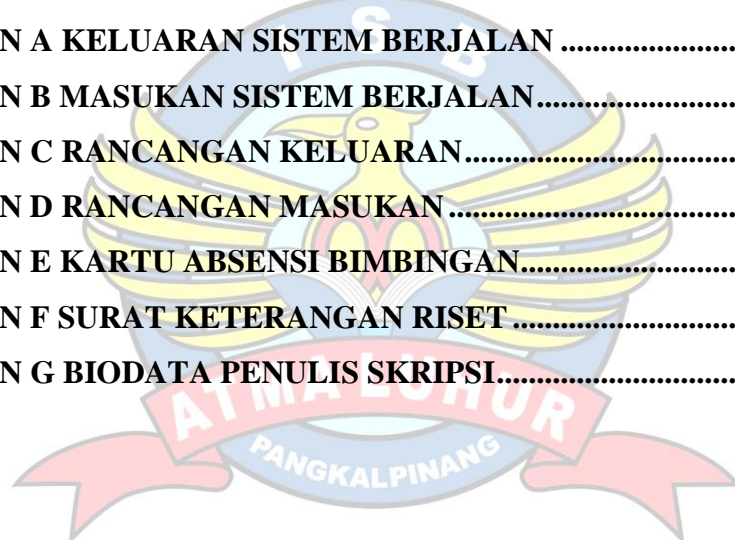 I S B
N A KELUARAN SISTEM BERJALAN ......................
N B MASUKAN SISTEM BERJALAN.........................
N C RANCANGAN KELUARAN..................................
N D RANCANGAN MASUKAN ....................................
N E KARTU ABSENSI BIMBINGAN...........................
N F SURAT KETERANGAN RISET ............................
N G BIODATA PENULIS SKRIPSI..............................
ATMA LUHUR
PANGKALPINANG